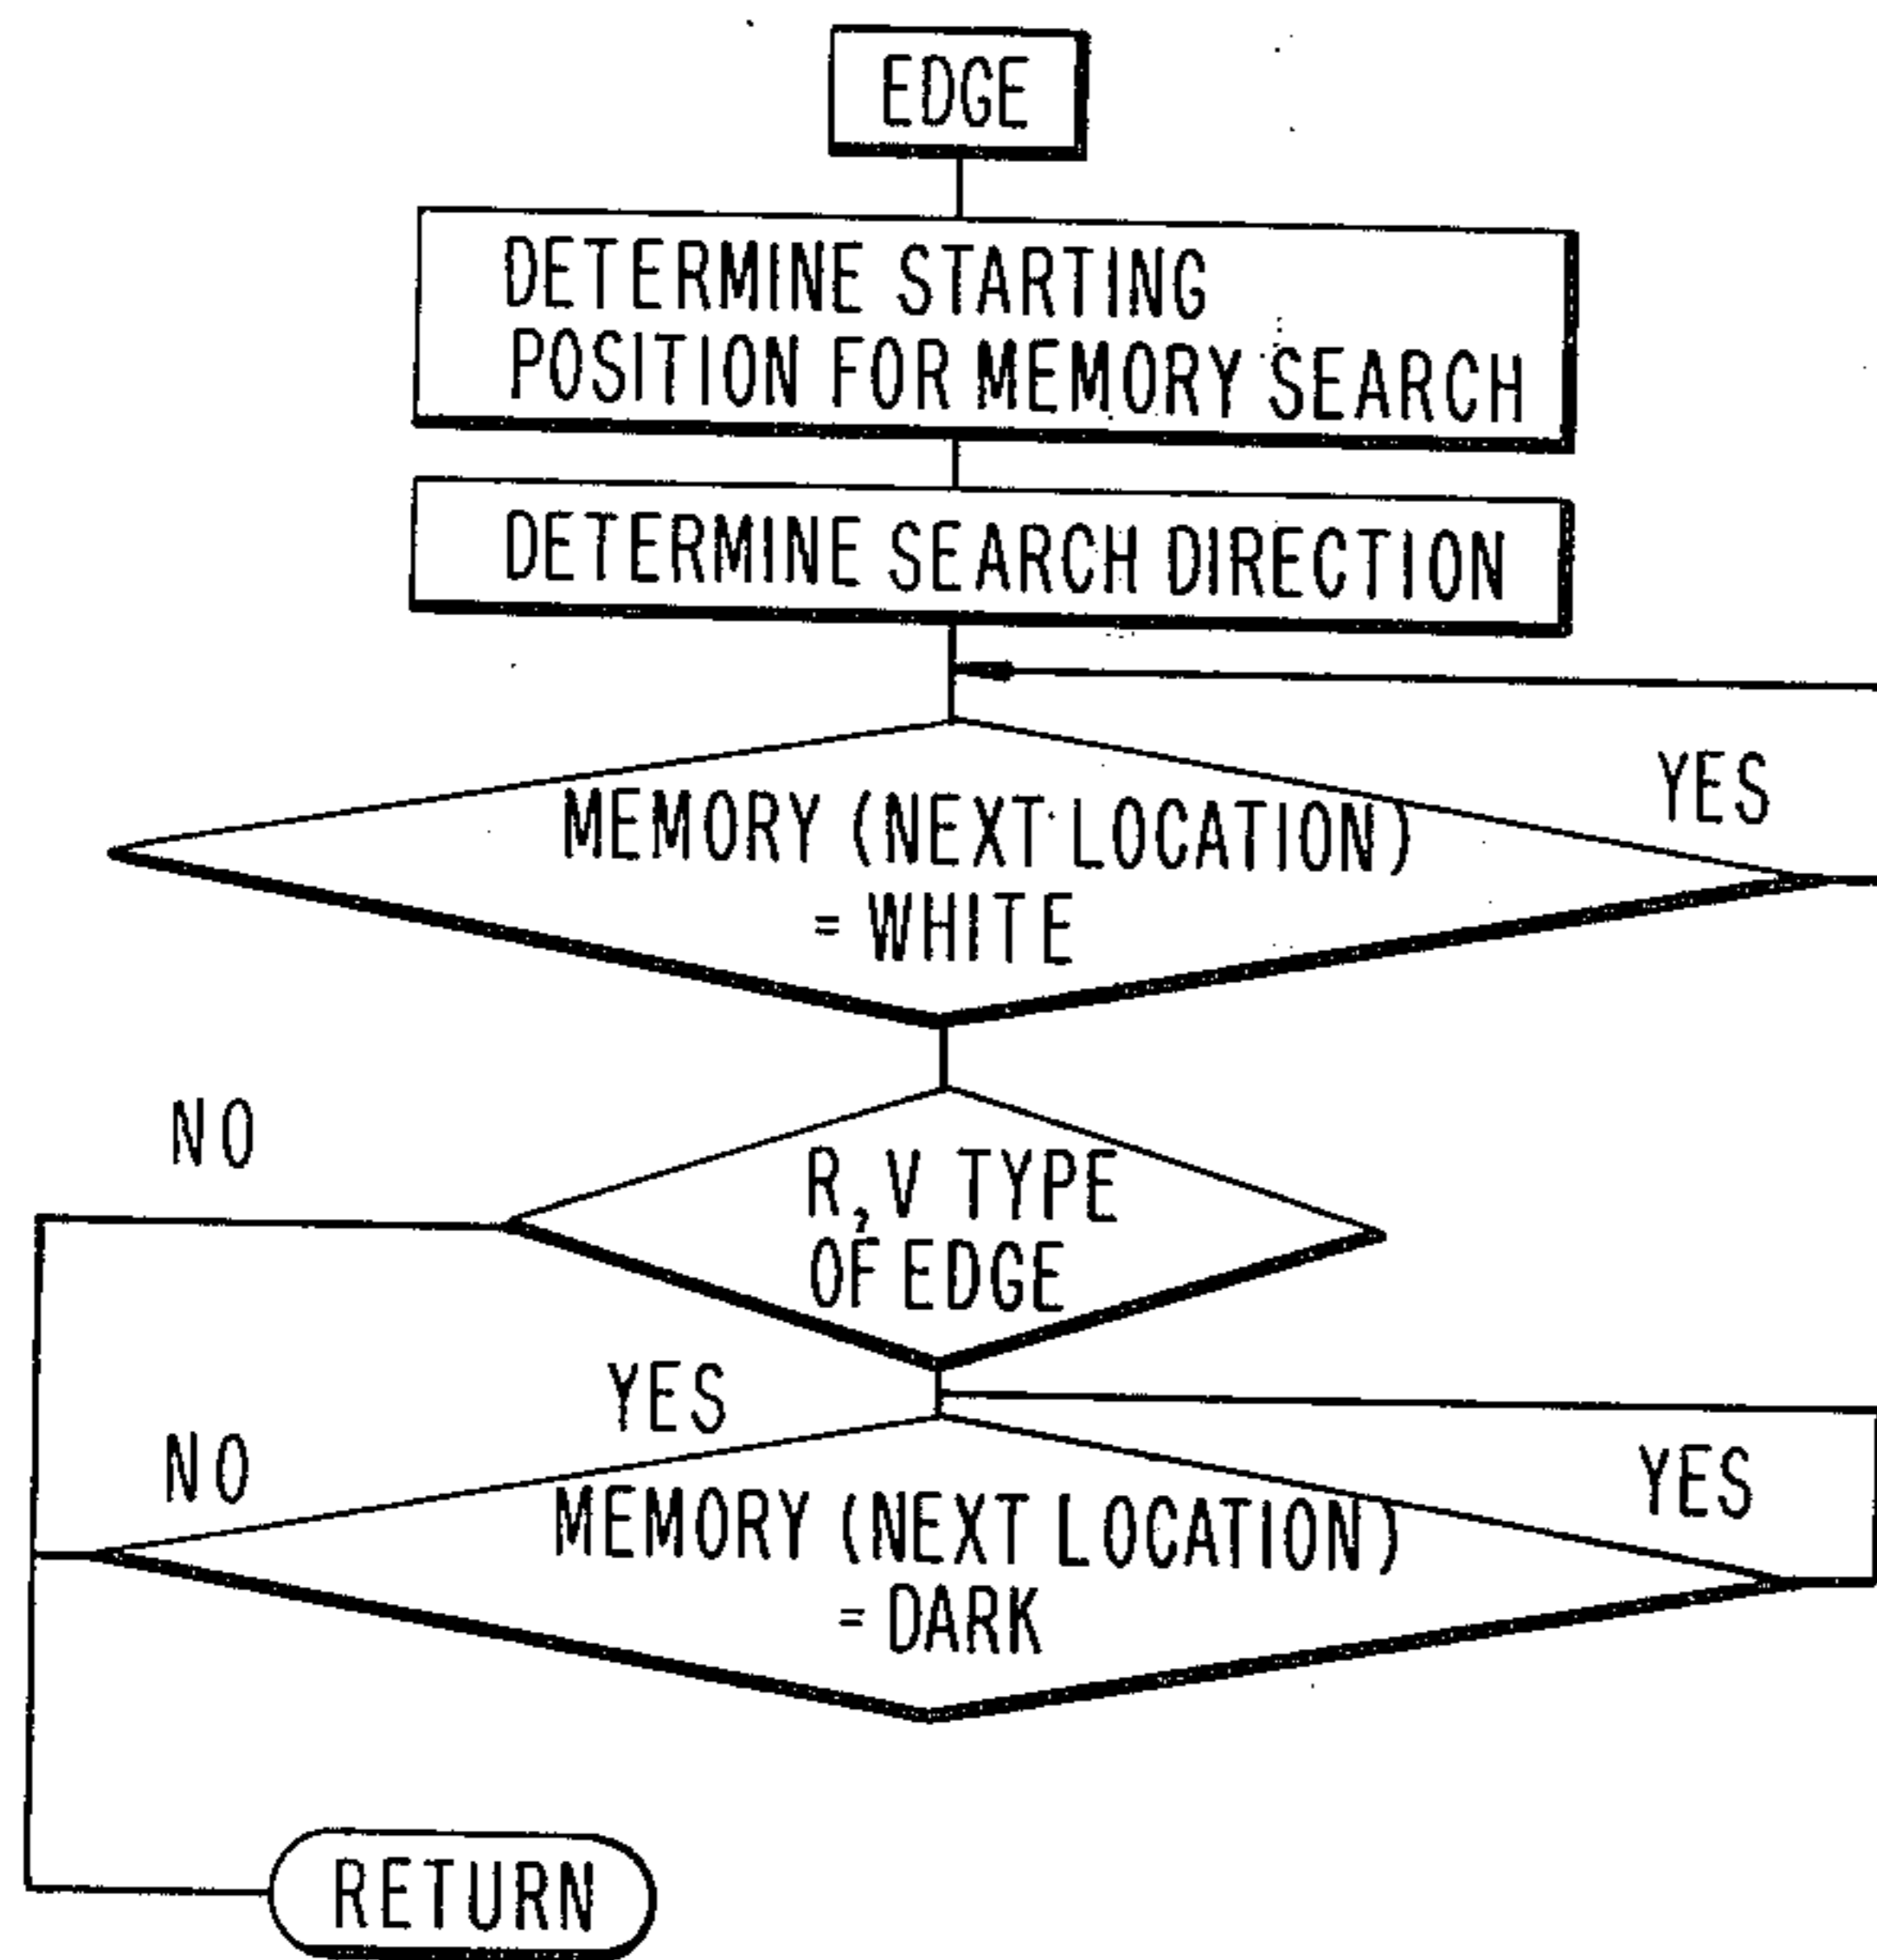 EDGE
DETERMINE STARTING
POSITION FOR MEMORY SEARCH
DETERMINE SEARCH DIRECTION
YES
MEMORY (NEXT LOCATION)
= WHITE
NO
R, V TYPE
OF EDGE
YES
NO
YES
MEMORY (NEXT LOCATION)
= DARK
RETURN